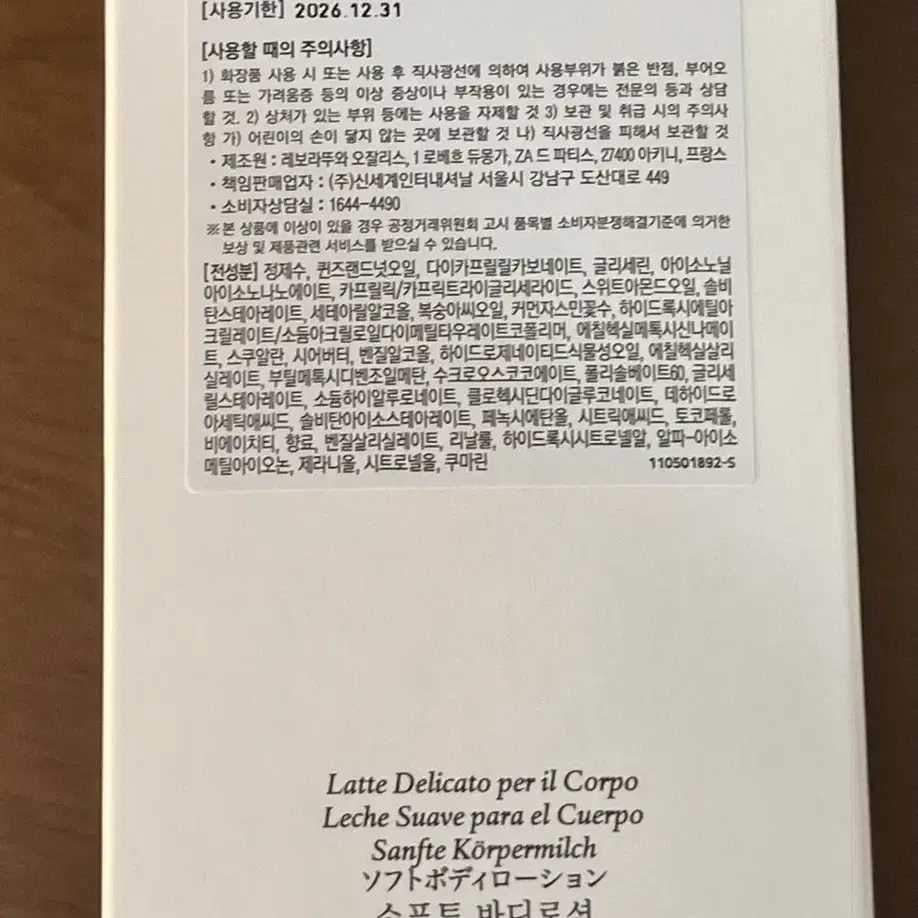 [사용기한] 2026.12.31
[사용할 때의 주의사항]
1) 화장품 사용 시 또는 사용 후 직사광선에 의하여 사용부위가 붉은 반점, 부어오
름 또는 가려움증 등의 이상 증상이나 부작용이 있는 경우에는 전문의 등과 상담
할 것. 2) 상처가 있는 부위 등에는 사용을 자제할 것 3) 보관 및 취급 시의 주의사
항 가) 어린이의 손이 닿지 않는 곳에 보관할 것 나) 직사광선을 피해서 보관할 것
• 제조원 : 레보라뚜와 오잘리스, 1 로베흐 듀몽가, ZA 드 파티스, 27400 아키니, 프랑스
• 책임판매업자 : (주)신세계인터내셔날 서울시 강남구 도산대로 449
• 소비자상담실 : 1644-4490
※ 본 상품에 이상이 있을 경우 공정거래위원회 고시 품목별 소비자분쟁해결기준에 의거한
보상 및 제품관련 서비스를 받으실 수 있습니다.
[전성분] 정제수, 퀸즈랜드넛오일, 다이카프릴릴카보네이트, 글리세린, 아이소노닐
아이소노나노에이트, 카프릴릭/카프릭트라이글리세라이드, 스위트아몬드오일, 솔비
탄스테아레이트, 세테아릴알코올, 복숭아씨오일, 커먼자스민꽃수, 하이드록시에틸아
크릴레이트/소듐아크릴로일다이메틸타우레이트코폴리머, 에칠헥실메톡시신나메이
트, 스쿠알란, 시어버터, 벤질알코올, 하이드로제네이티드식물성오일, 에칠헥실살리
실레이트, 부틸메톡시디벤조일메탄, 수크로오스코코에이트, 폴리솔베이트60, 글리세
릴스테아레이트, 소듐하이알루로네이트, 클로헥시딘다이글루코네이트, 데하이드로
아세틱애씨드, 솔비탄아이소스테아레이트, 페녹시에탄올, 시트릭애씨드, 토코페롤,
비에이치티, 향료, 벤질살리실레이트, 리날룰, 하이드록시시트로넬알, 알파-아이소
메틸아이오논, 제라니올, 시트로넬올, 쿠마린 110501892-S
Latte Delicato per il Corpo
Leche Suave para el Cuerpo
Sanfte Körpermilch
ソフトボディローション
소프트 바디로션